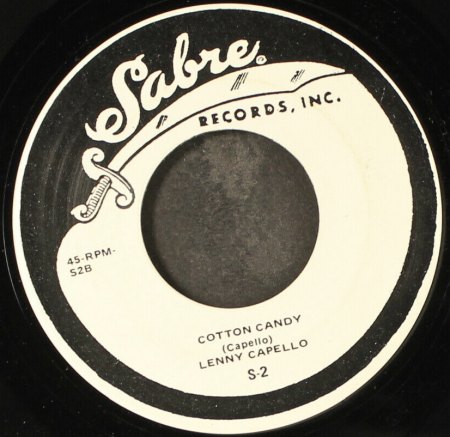 Sabre
RECORDS, INC.
45-RPM-
S2B
COTTON CANDY
(Capello)
LENNY CAPELLO
S-2